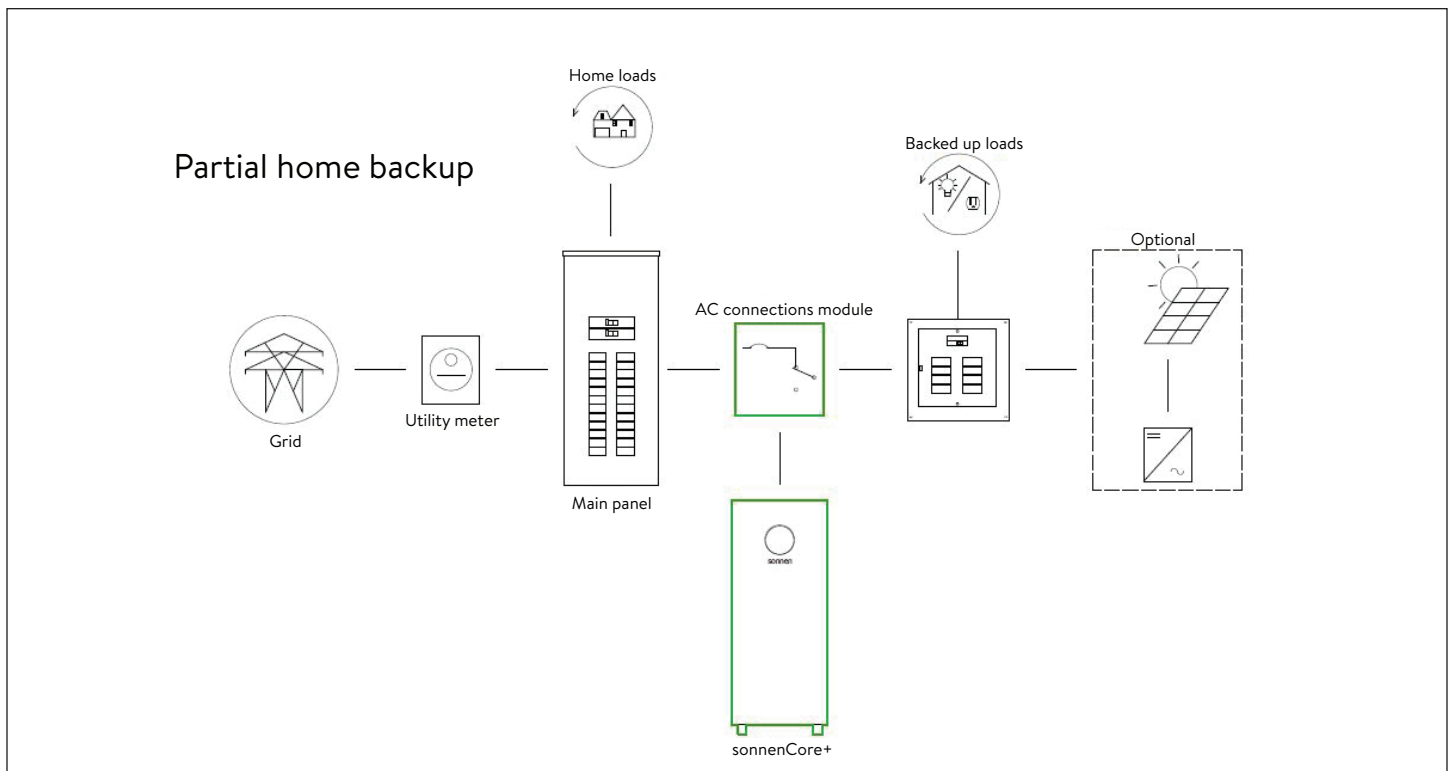 Home loads
Partial home backup
Backed up loads
Optional
AC connections module
Utility meter
Grid
Main panel
sonnen
sonnenCore+